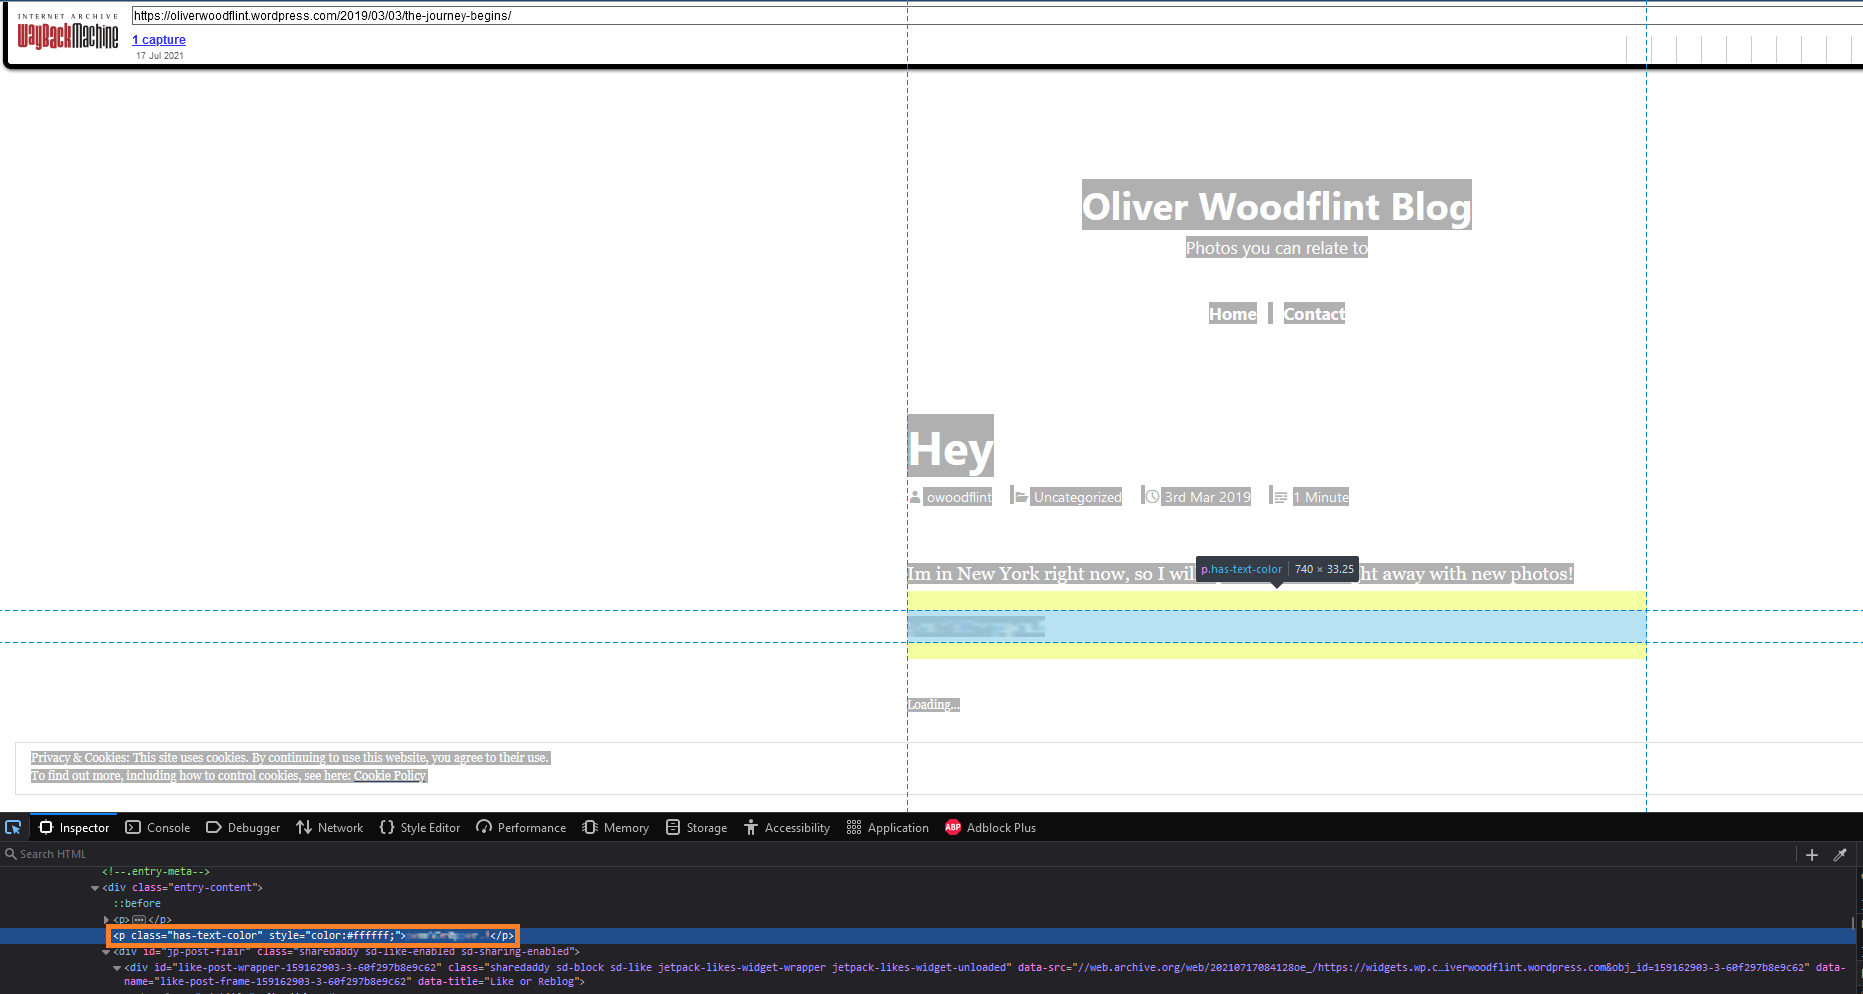 INTERNET ARCHIVE
WayBackMachine
https://oliverwoodflint.wordpress.com/2019/03/03/the-journey-begins/
1 capture
17 Jul 2021
Oliver Woodflint Blog
Photos you can relate to
Home
Contact
Hey
owoodflint Uncategorized 3rd Mar 2019 1 Minute
Im in New York right now, so I wil ht away with new photos!
p.has-text-color 740 × 33.25
Loading...
Privacy & Cookies: This site uses cookies. By continuing to use this website, you agree to their use.
To find out more, including how to control cookies, see here: Cookie Policy
Inspector Console Debugger Network Style Editor Performance Memory Storage Accessibility Application ABP Adblock Plus
Search HTML
<!--.entry-meta-->
<div class="entry-content">
::before
<p>···</p>
<p class="has-text-color" style="color:#ffffff;"> </p>
<div id="jp-post-flair" class="sharedaddy sd-like-enabled sd-sharing-enabled">
<div id="like-post-wrapper-159162903-3-60f297b8e9c62" class="sharedaddy sd-block sd-like jetpack-likes-widget-wrapper jetpack-likes-widget-unloaded" data-src="//web.archive.org/web/20210717084128oe_/https://widgets.wp.c…iverwoodflint.wordpress.com&obj_id=159162903-3-60f297b8e9c62" data-
name="like-post-frame-159162903-3-60f297b8e9c62" data-title="Like or Reblog">